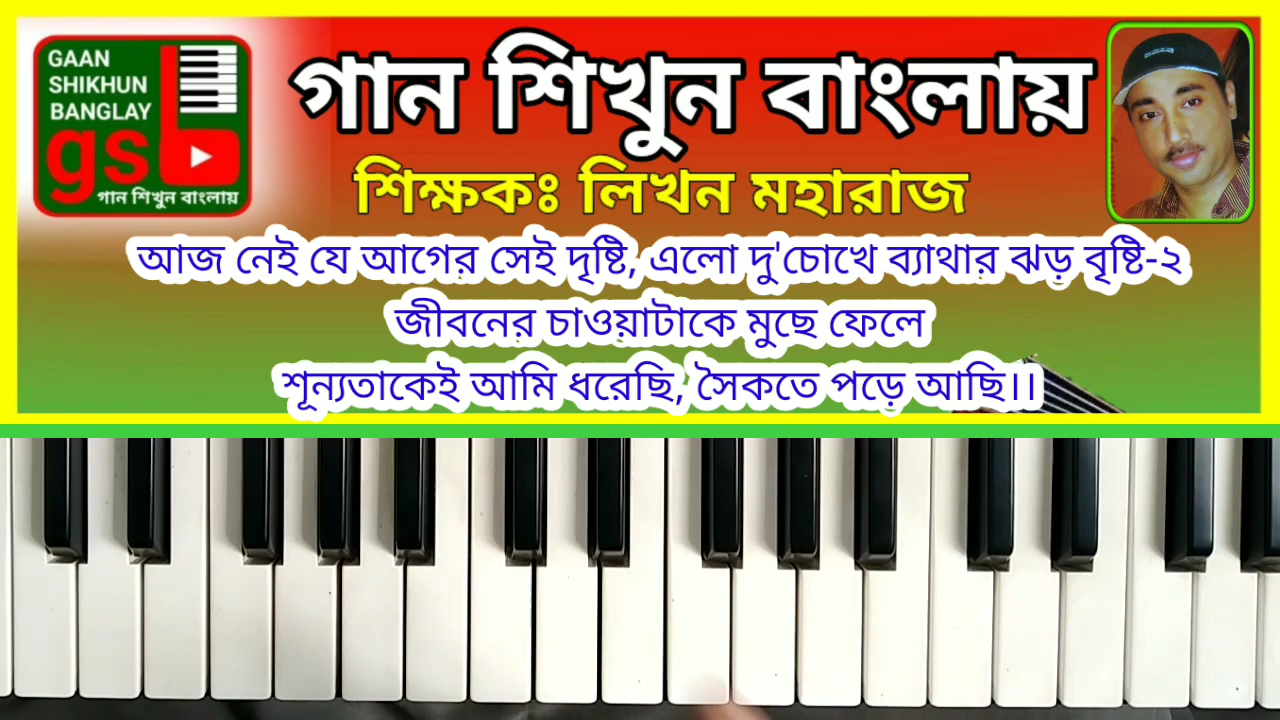 GAAN
SHIKHUN
BANGLAY
gsb
গান শিখুন বাংলায়
গান শিখুন বাংলায়
শিক্ষকঃ লিখন মহারাজ
আজ নেই যে আগের সেই দৃষ্টি, এলো দু'চোখে ব্যাথার ঝড় বৃষ্টি-২
জীবনের চাওয়াটাকে মুছে ফেলে
শূন্যতাকেই আমি ধরেছি, সৈকতে পড়ে আছি।।